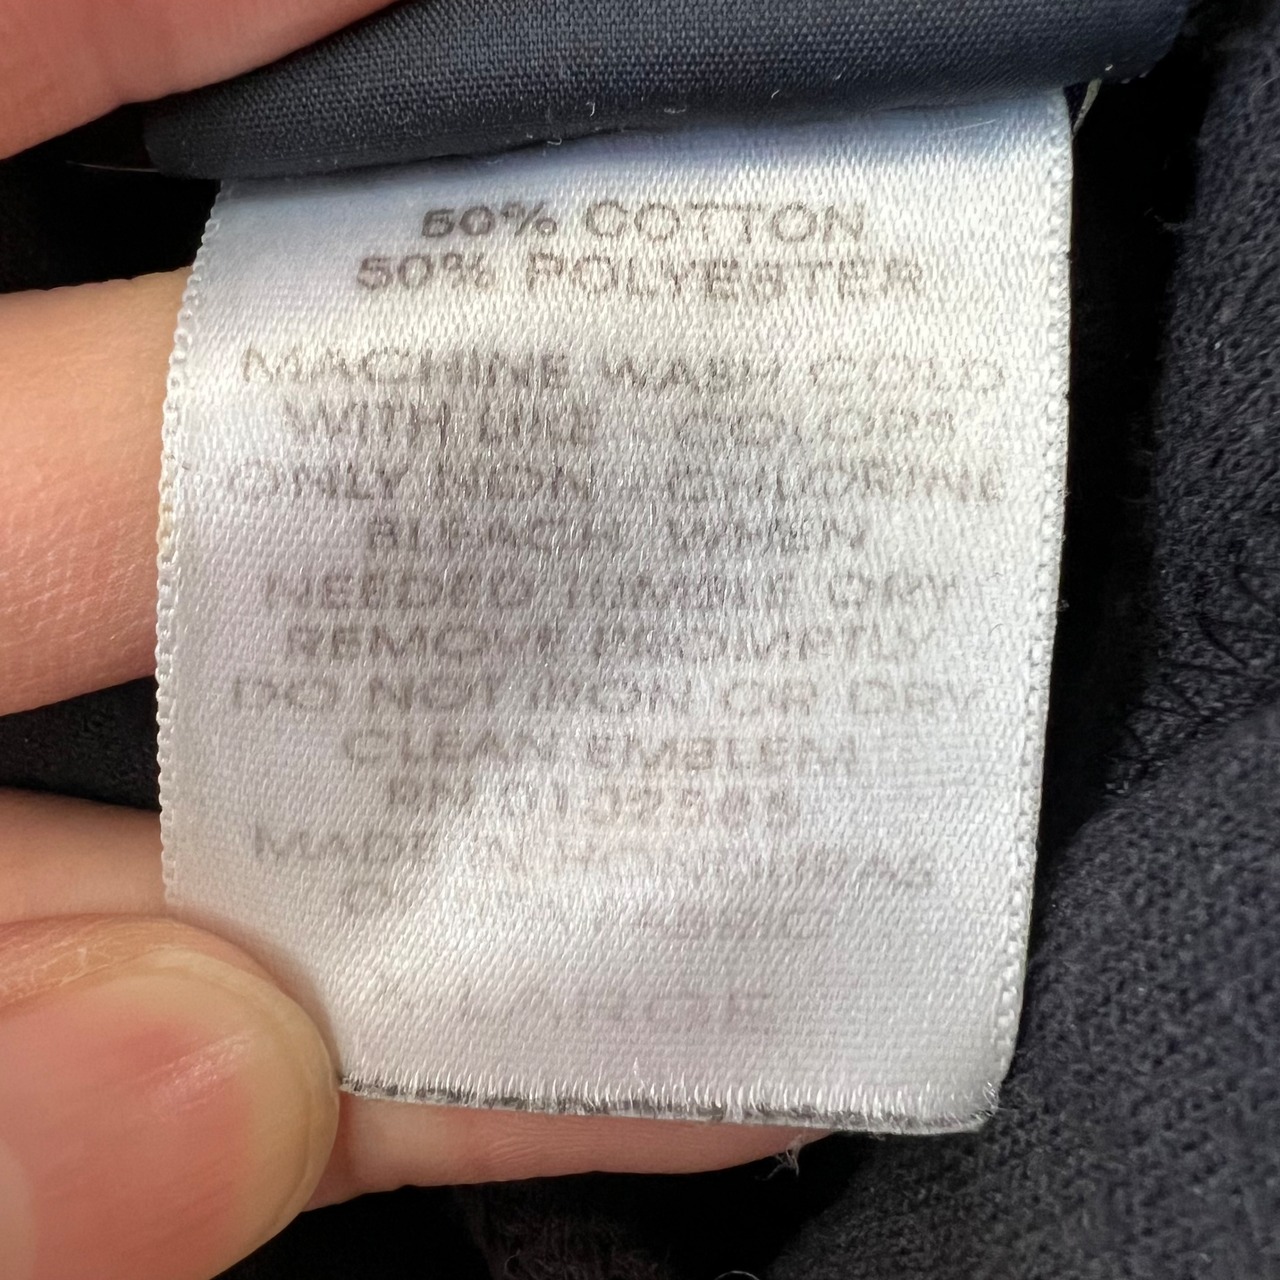 50% COTTON
50% POLYESTER
MACHINE WASH COLD
WITH LIKE COLORS
ONLY NON-CHLORINE
BLEACH WHEN
NEEDED TUMBLE DRY
REMOVE PROMPTLY
DO NOT IRON OR DRY
CLEAN EMBLEM
MADE IN HONDURAS